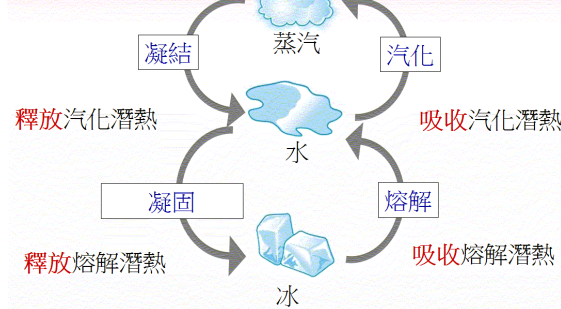 蒸汽
凝結
汽化
釋放汽化潛熱
吸收汽化潛熱
水
凝固
熔解
釋放熔解潛熱
吸收熔解潛熱
冰